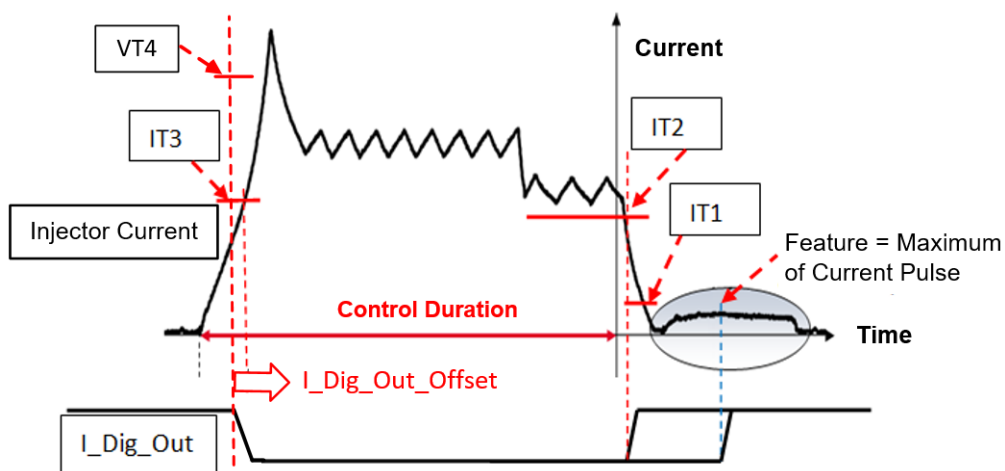 VT4
Current
IT3
IT2
IT1
Injector Current
Feature = Maximum
of Current Pulse
Control Duration
Time
I_Dig_Out_Offset
I_Dig_Out